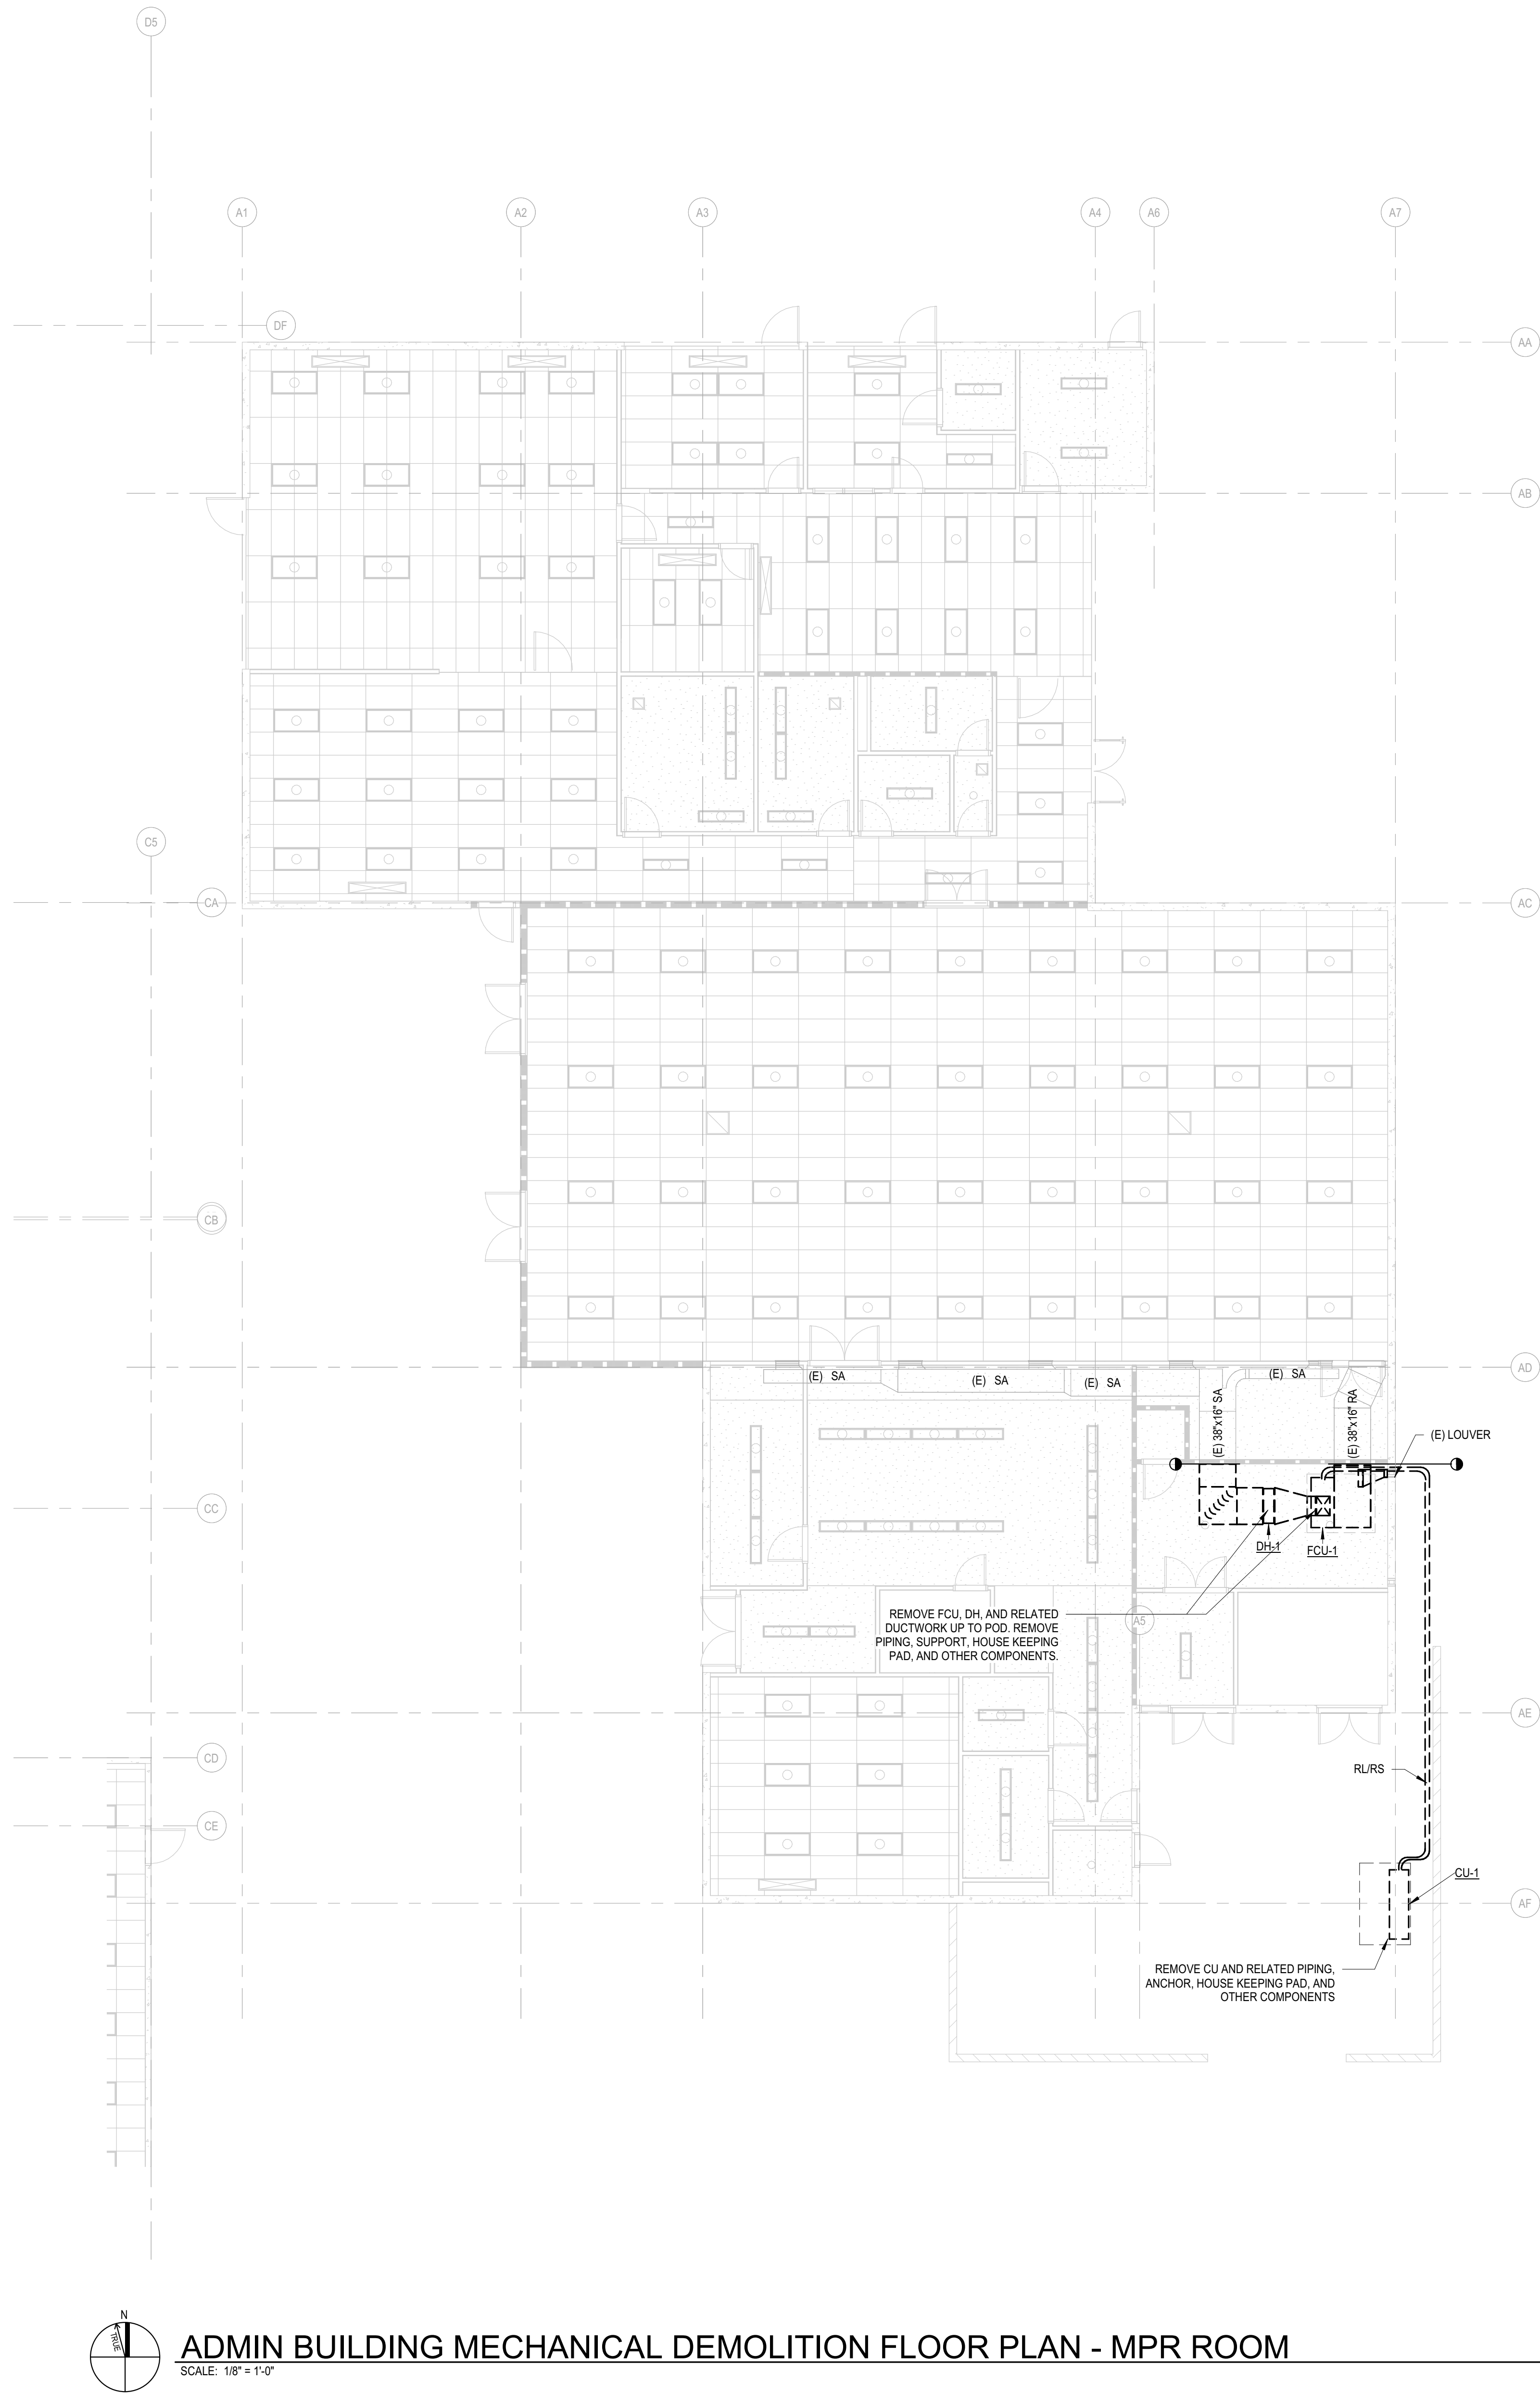 D5
A1
A2
A3
A4
A6
A7
DF
AA
AB
C5
CA
AC
CB
AD
(E) SA
(E) SA
(E) SA
(E) SA
(E) 38"x16" SA
(E) 38"x16" RA
(E) LOUVER
CC
DH-1
FCU-1
REMOVE FCU, DH, AND RELATED
DUCTWORK UP TO POD. REMOVE
PIPING, SUPPORT, HOUSE KEEPING
PAD, AND OTHER COMPONENTS.
A5
AE
CD
RL/RS
CE
CU-1
AF
REMOVE CU AND RELATED PIPING,
ANCHOR, HOUSE KEEPING PAD, AND
OTHER COMPONENTS
N
TRUE
ADMIN BUILDING MECHANICAL DEMOLITION FLOOR PLAN - MPR ROOM
SCALE: 1/8" = 1'-0"